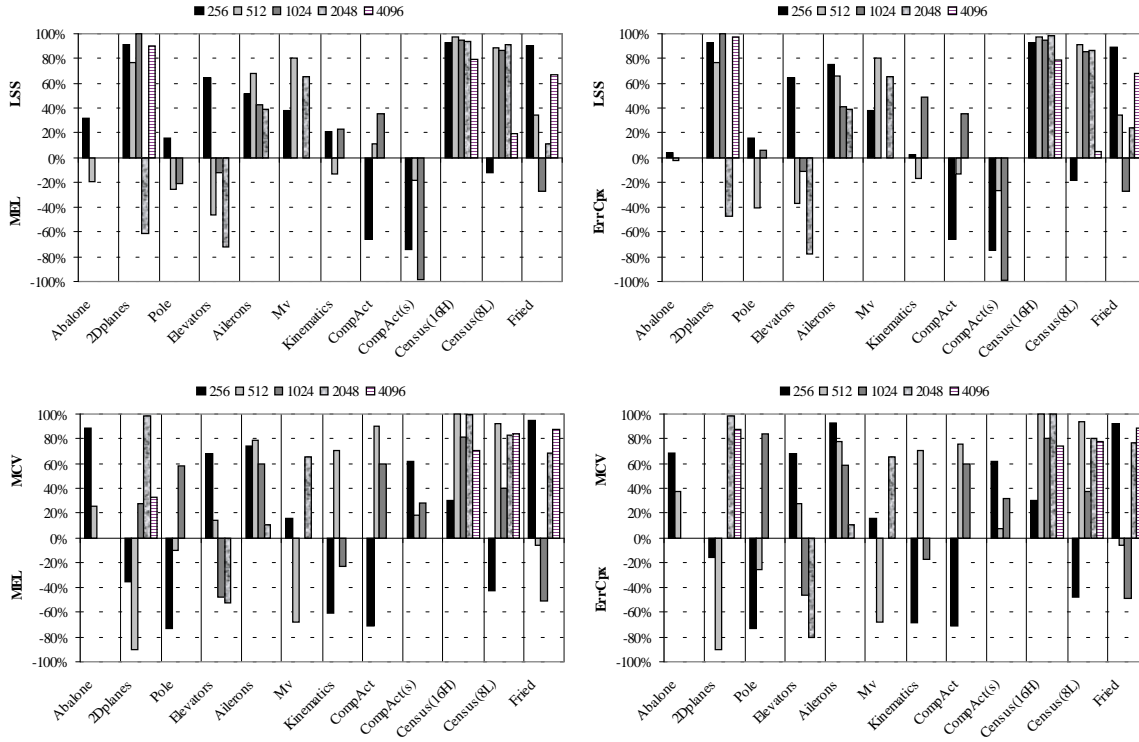 256 512 1024 2048 4096
100%
80%
60%
40%
20%
0%
-20%
-40%
-60%
-80%
-100%
LSS
MEL
Abalone
2Dplanes
Pole
Elevators
Ailerons
Mv
Kinematics
CompAct
CompAct(s)
Census(16H)
Census(8L)
Fried
256 512 1024 2048 4096
100%
80%
60%
40%
20%
0%
-20%
-40%
-60%
-80%
-100%
LSS
ErrCpx
Abalone
2Dplanes
Pole
Elevators
Ailerons
Mv
Kinematics
CompAct
CompAct(s)
Census(16H)
Census(8L)
Fried
256 512 1024 2048 4096
100%
80%
60%
40%
20%
0%
-20%
-40%
-60%
-80%
-100%
MCV
MEL
Abalone
2Dplanes
Pole
Elevators
Ailerons
Mv
Kinematics
CompAct
CompAct(s)
Census(16H)
Census(8L)
Fried
256 512 1024 2048 4096
100%
80%
60%
40%
20%
0%
-20%
-40%
-60%
-80%
-100%
MCV
ErrCpx
Abalone
2Dplanes
Pole
Elevators
Ailerons
Mv
Kinematics
CompAct
CompAct(s)
Census(16H)
Census(8L)
Fried